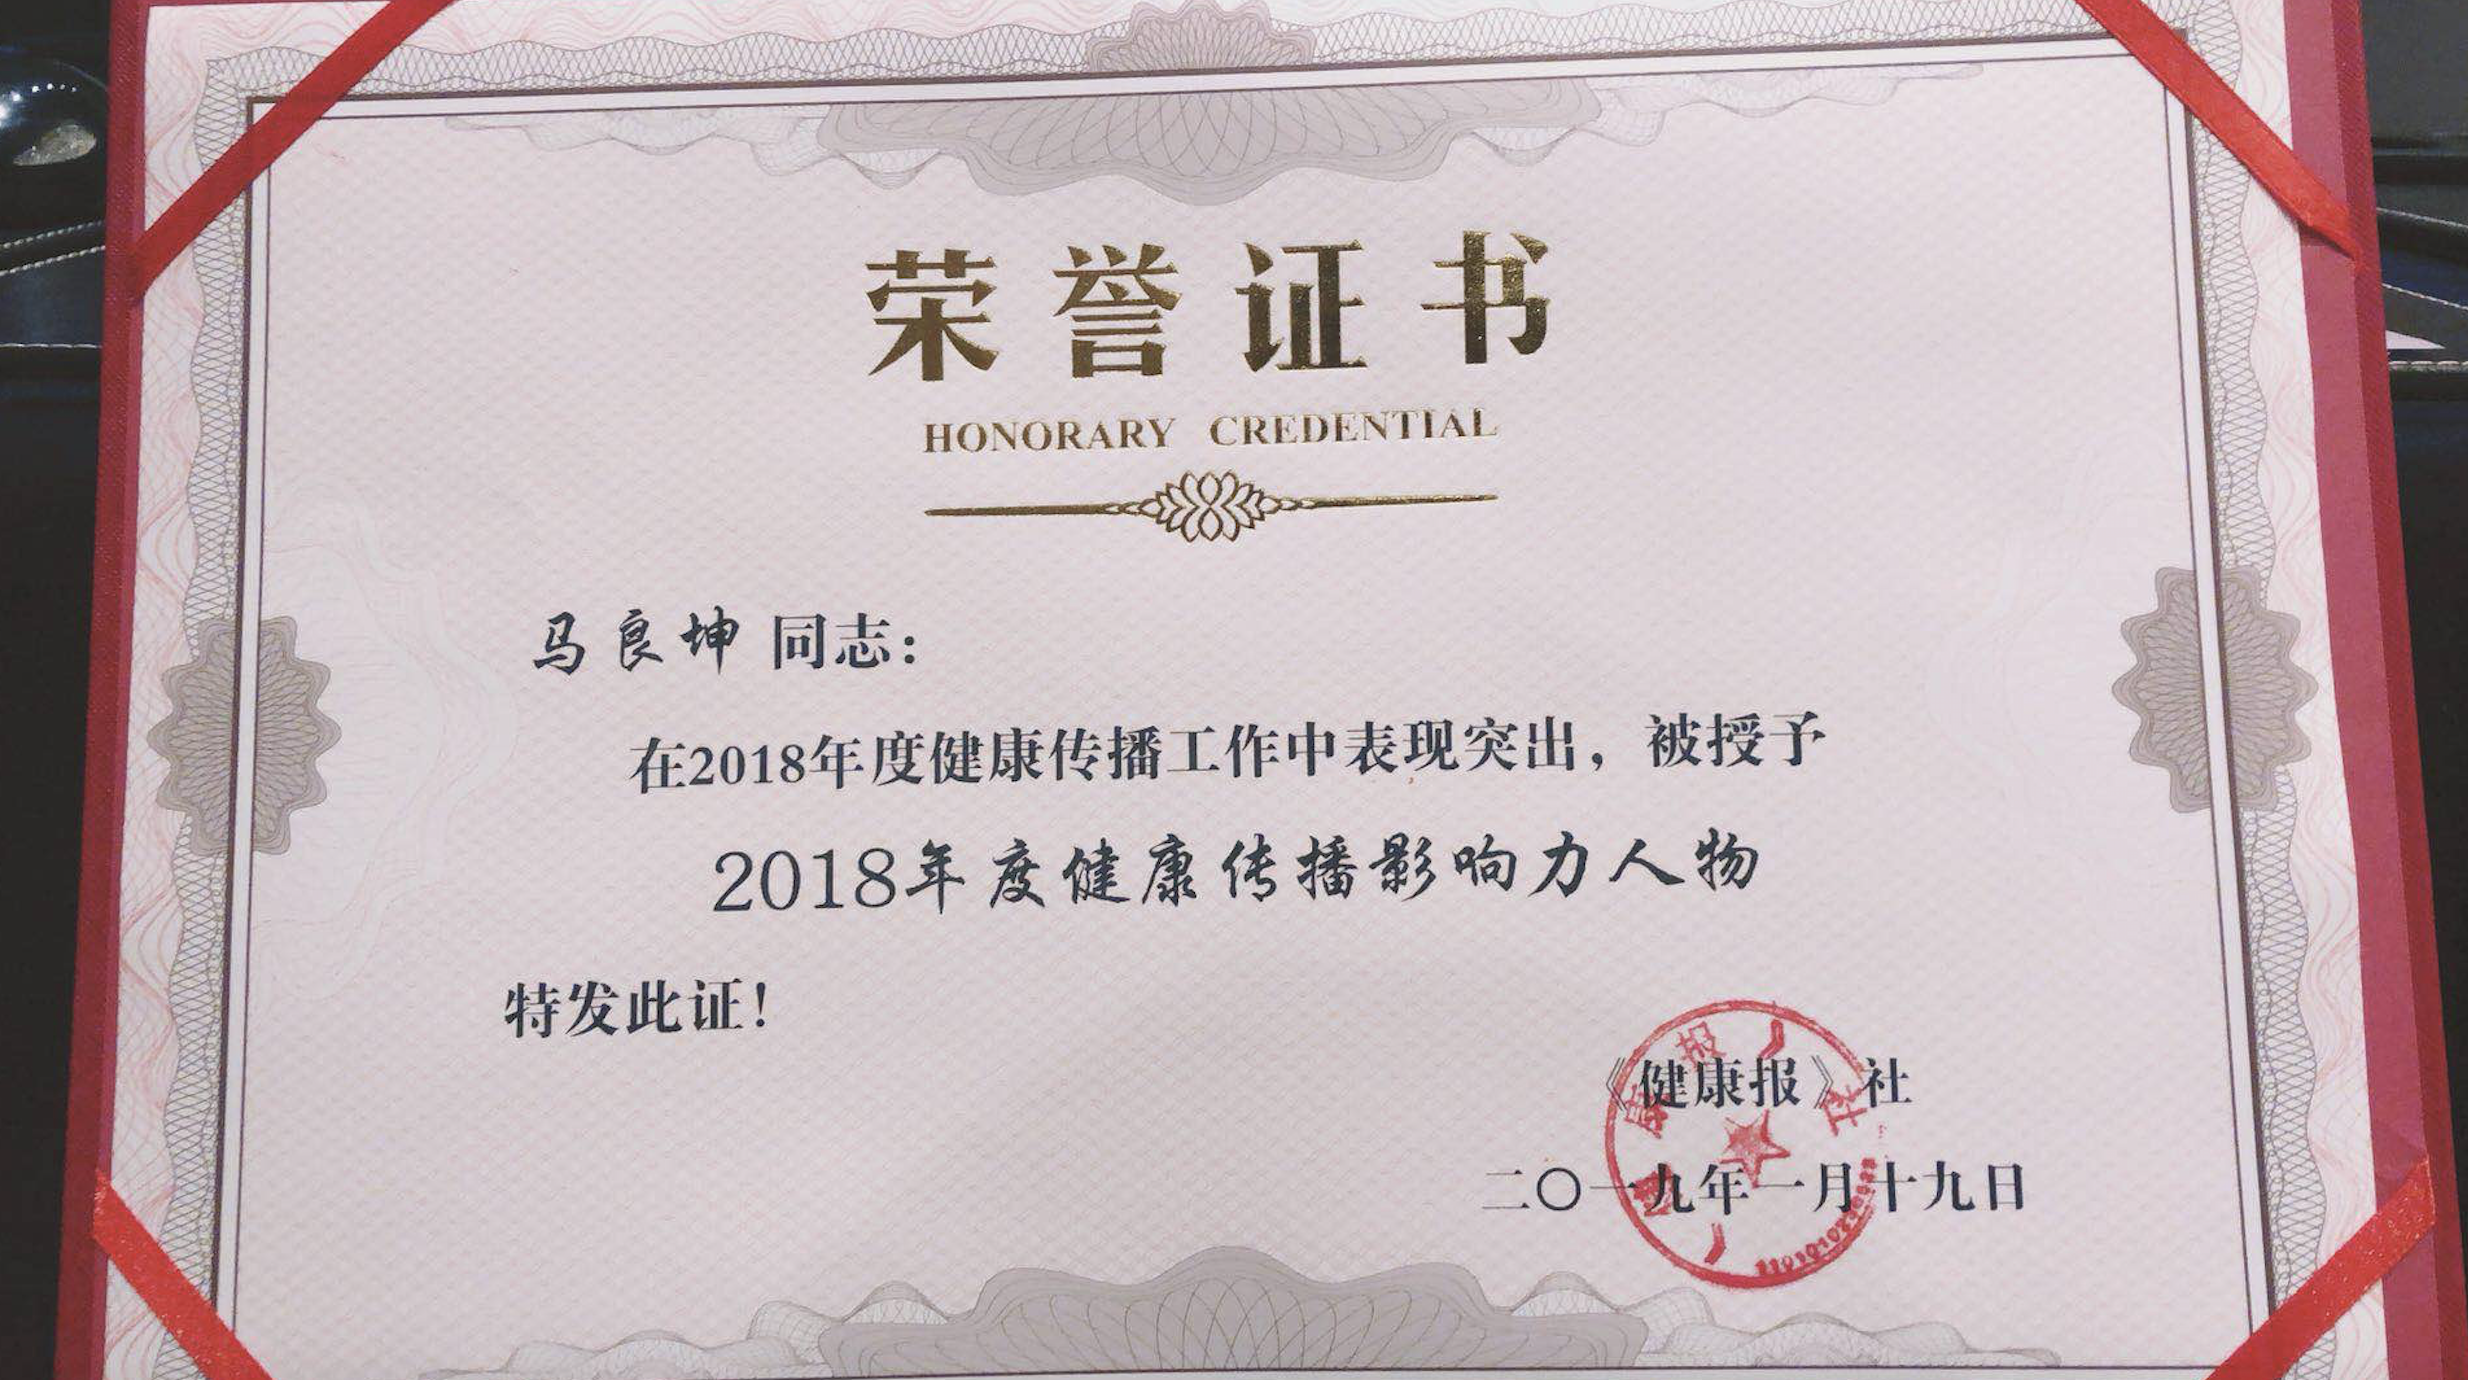 荣誉证书
HONORARY CREDENTIAL
马良坤 同志：
在2018年度健康传播工作中表现突出，被授予
2018年度健康传播影响力人物
特发此证！
《健康报》社
二〇一九年一月十九日